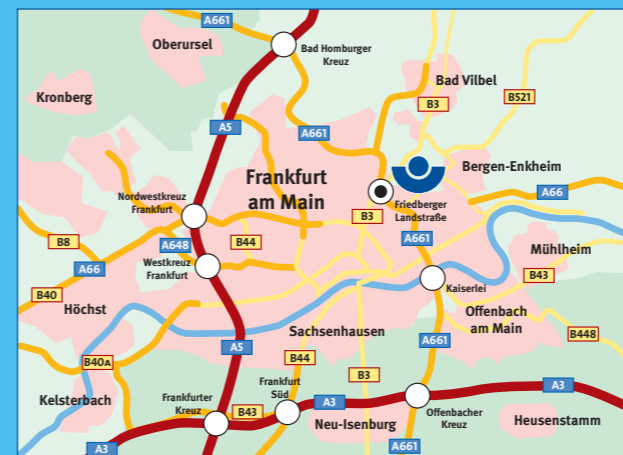 A661
Oberursel
Bad Homburger
Kreuz
Bad Vilbel
Kronberg
B3
B521
A5
A661
Bergen-Enkheim
Frankfurt
am Main
A66
Nordwestkreuz
Frankfurt
Friedberger
Landstraße
B3
B8
A648
B44
A661
Mühlheim
A66
Westkreuz
Frankfurt
B43
B40
Kaiserlei
Höchst
Offenbach
am Main
Sachsenhausen
B448
A661
A5
B44
B40A
B3
Kelsterbach
Frankfurter
Kreuz
Frankfurt
Süd
A3
B43
A3
Offenbacher
Kreuz
Neu-Isenburg
Heusenstamm
A3
A661